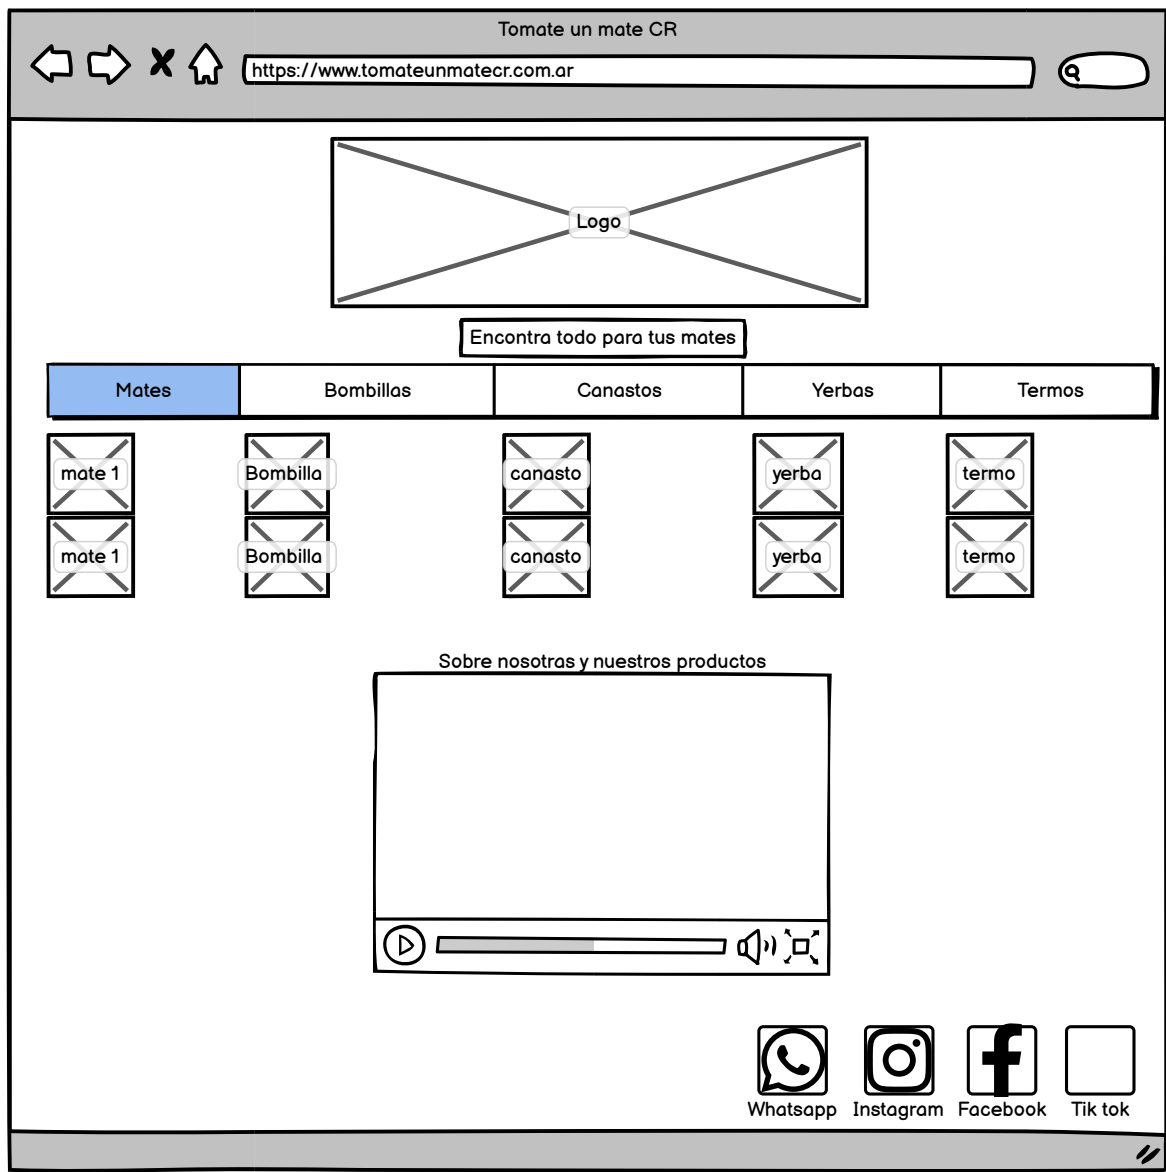 Tomate un mate CR
https://www.tomateunmatecr.com.ar
Logo
Encontra todo para tus mates
Mates Bombillas Canastos Yerbas Termos
mate 1 Bombilla canasto yerba termo
mate 1 Bombilla canasto yerba termo
Sobre nosotras y nuestros productos
Whatsapp Instagram Facebook Tik tok